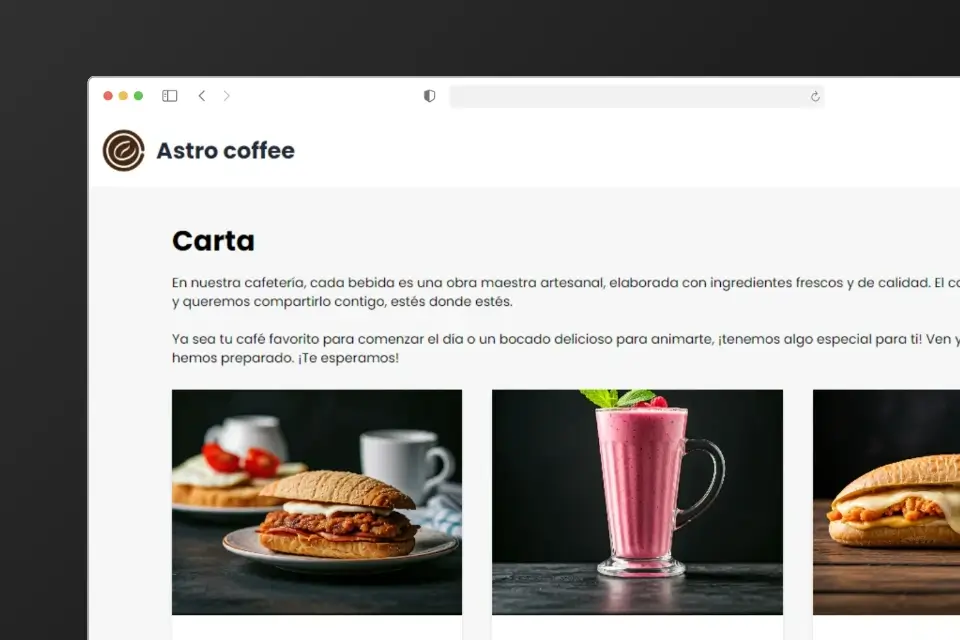 Astro coffee
Carta
En nuestra cafetería, cada bebida es una obra maestra artesanal, elaborada con ingredientes frescos y de calidad. El
y queremos compartirlo contigo, estés donde estés.
Ya sea tu café favorito para comenzar el día o un bocado delicioso para animarte, ¡tenemos algo especial para ti! Ven y
hemos preparado. ¡Te esperamos!